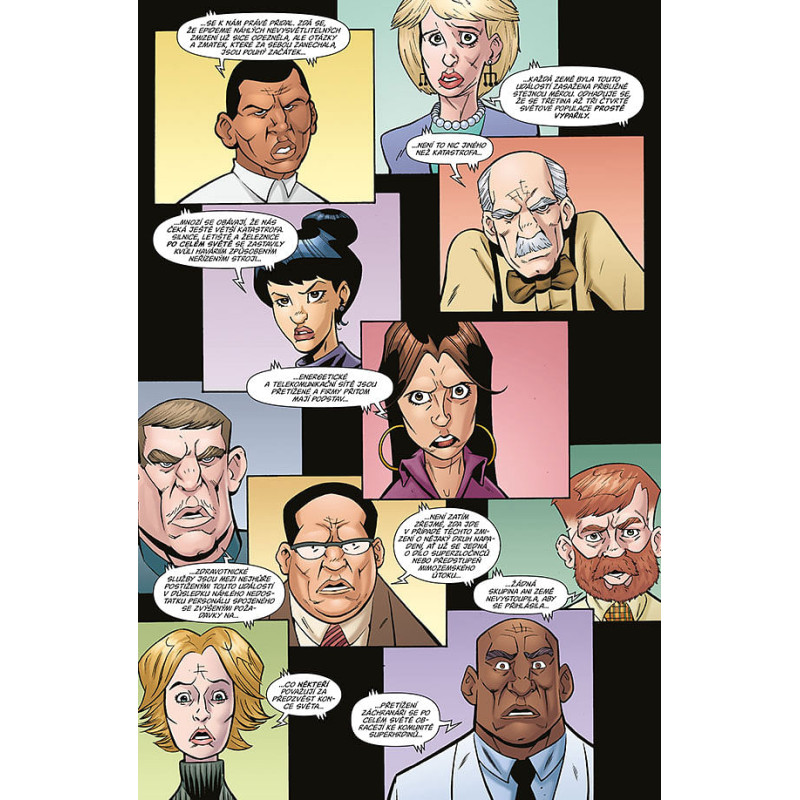 ...SE K NÁM PRÁVĚ PŘIDAL. ZDÁ SE,
ŽE EPIDEMIE NÁHLÝCH NEVYSVĚTLITELNÝCH
ZMIZENÍ UŽ SICE ODEZNĚLA, ALE OTÁZKY
A ZMATEK, KTERÉ ZA SEBOU ZANECHALA,
JSOU POUHÝ ZAČÁTEK...
...KAŽDÁ ZEMĚ BYLA TOUTO
UDÁLOSTÍ ZASAŽENA PŘIBLIŽNĚ
STEJNOU MĚROU. ODHADUJE SE,
ŽE SE TŘETINA AŽ TŘI ČTVRTĚ
SVĚTOVÉ POPULACE PROSTĚ
VYPAŘILY.
...NENÍ TO NIC JINÉHO
NEŽ KATASTROFA...
...MNOZÍ SE OBÁVAJÍ, ŽE NÁS
ČEKÁ JEŠTĚ VĚTŠÍ KATASTROFA.
SILNICE, LETIŠTĚ A ŽELEZNICE
PO CELÉM SVĚTĚ SE ZASTAVILY
KVŮLI HAVÁRIÍM ZPŮSOBENÝM
NEŘÍZENÝMI STROJI...
...ENERGETICKÉ
A TELEKOMUNIKAČNÍ SÍTĚ JSOU
PŘETÍŽENÉ A FIRMY PŘITOM
MAJÍ PODSTAV...
...ZDRAVOTNICKÉ
SLUŽBY JSOU MEZI NEJHŮŘE
POSTIŽENÝMI TOUTO UDÁLOSTÍ
V DŮSLEDKU NÁHLÉHO NEDOS-
TATKU PERSONÁLU SPOJENÉHO
SE ZVÝŠENÝMI POŽA-
DAVKY NA...
...NENÍ ZATÍM
ZŘEJMÉ, ZDA JDE
V PŘÍPADĚ TĚCHTO ZMI-
ZENÍ O NĚJAKÝ DRUH NAPA-
DENÍ, AŤ UŽ SE JEDNÁ
O DÍLO SUPERZLOČINCŮ
NEBO PŘEDSTUPEŇ
MIMOZEMSKÉHO
ÚTOKU...
...ŽÁDNÁ
SKUPINA ANI ZEMĚ
NEVYSTOUPILA, ABY
SE PŘIHLÁSILA...
...CO NĚKTEŘÍ
POVAŽUJÍ ZA
PŘEDZVĚST KON-
CE SVĚTA...
...PŘETÍŽENÍ
ZÁCHRANÁŘI SE PO
CELÉM SVĚTĚ OB-
RACEJÍ KE KOMUNITĚ
SUPERHRDINŮ...